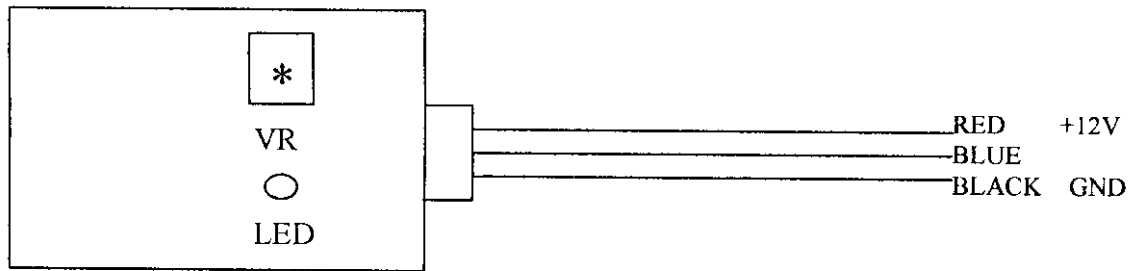 *
VR
LED
RED +12V
BLUE
BLACK GND